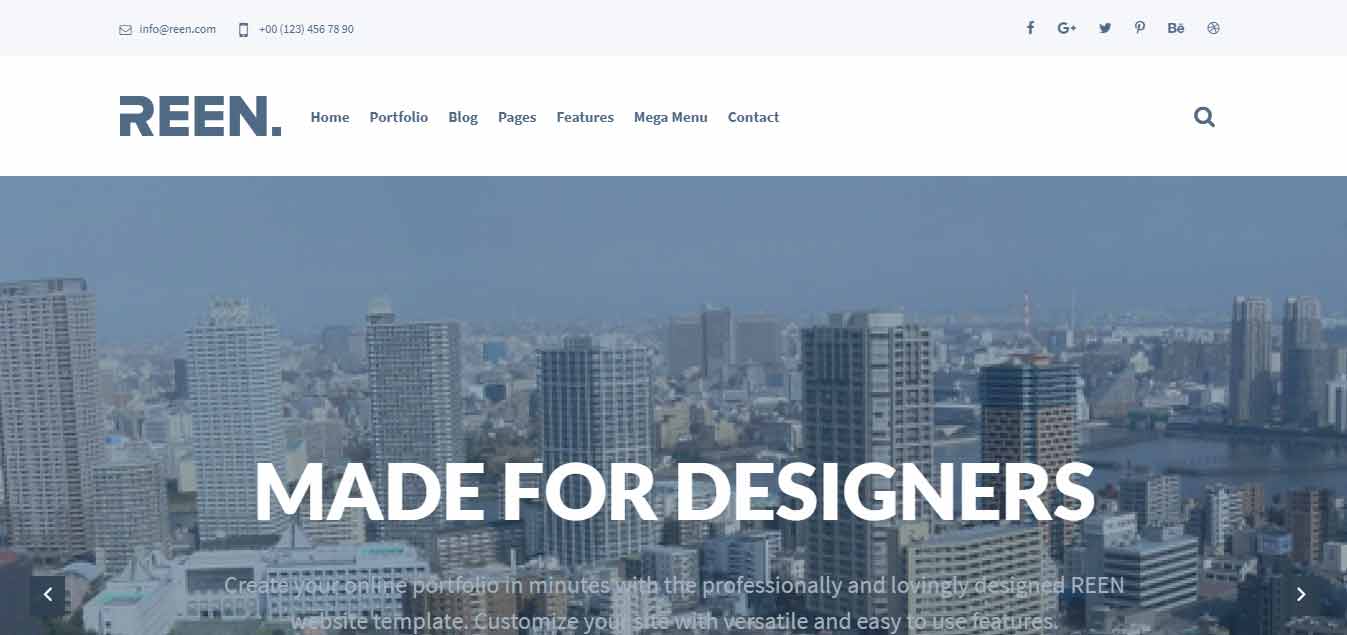 info@reen.com +00 (123) 456 78 90
REEN. Home Portfolio Blog Pages Features Mega Menu Contact
MADE FOR DESIGNERS
Create your online portfolio in minutes with the professionally and lovingly designed REEN
website template. Customize your site with versatile and easy to use features.